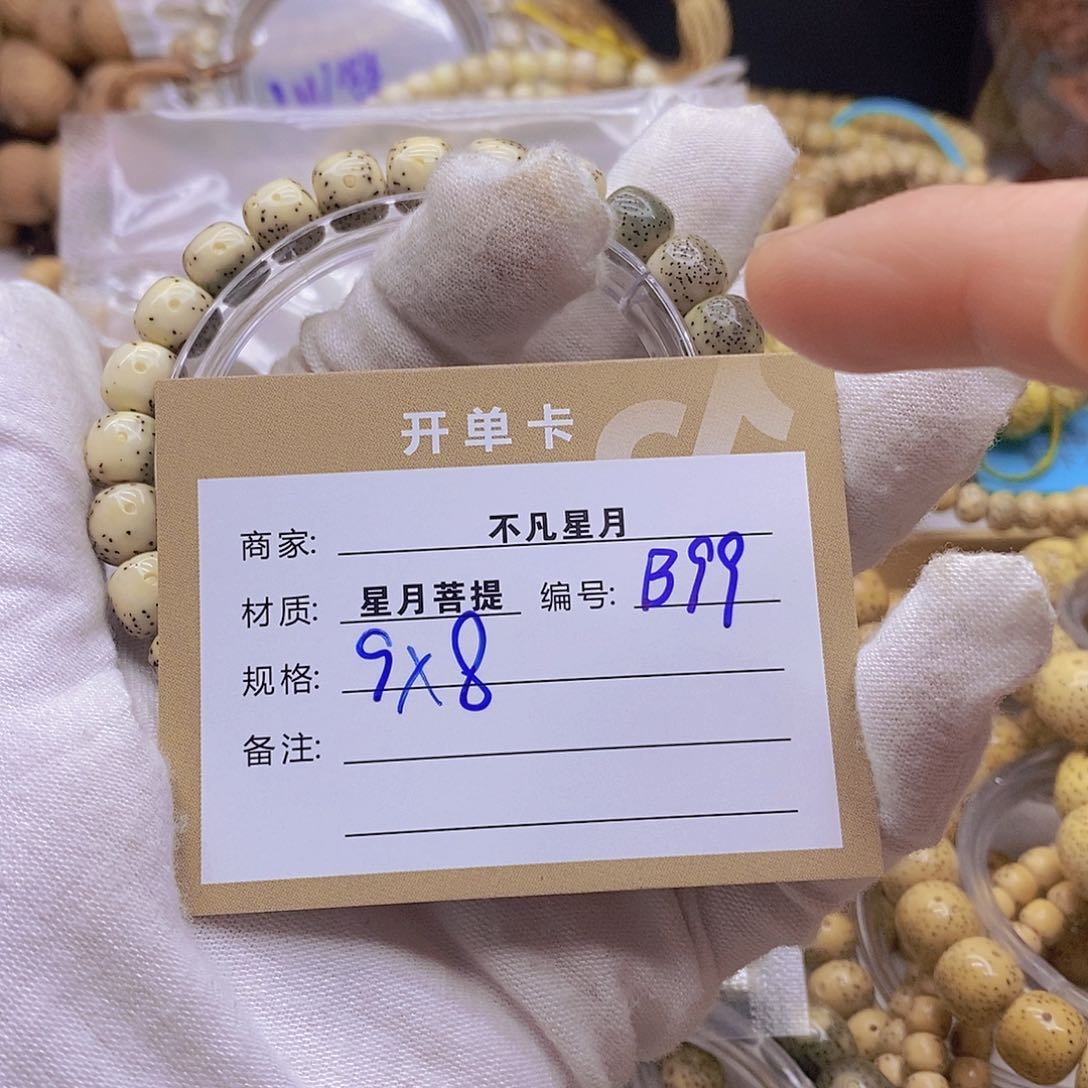 开单卡
商家: 不凡星月
材质: 星月菩提 编号: B99
规格: 9x8
备注: